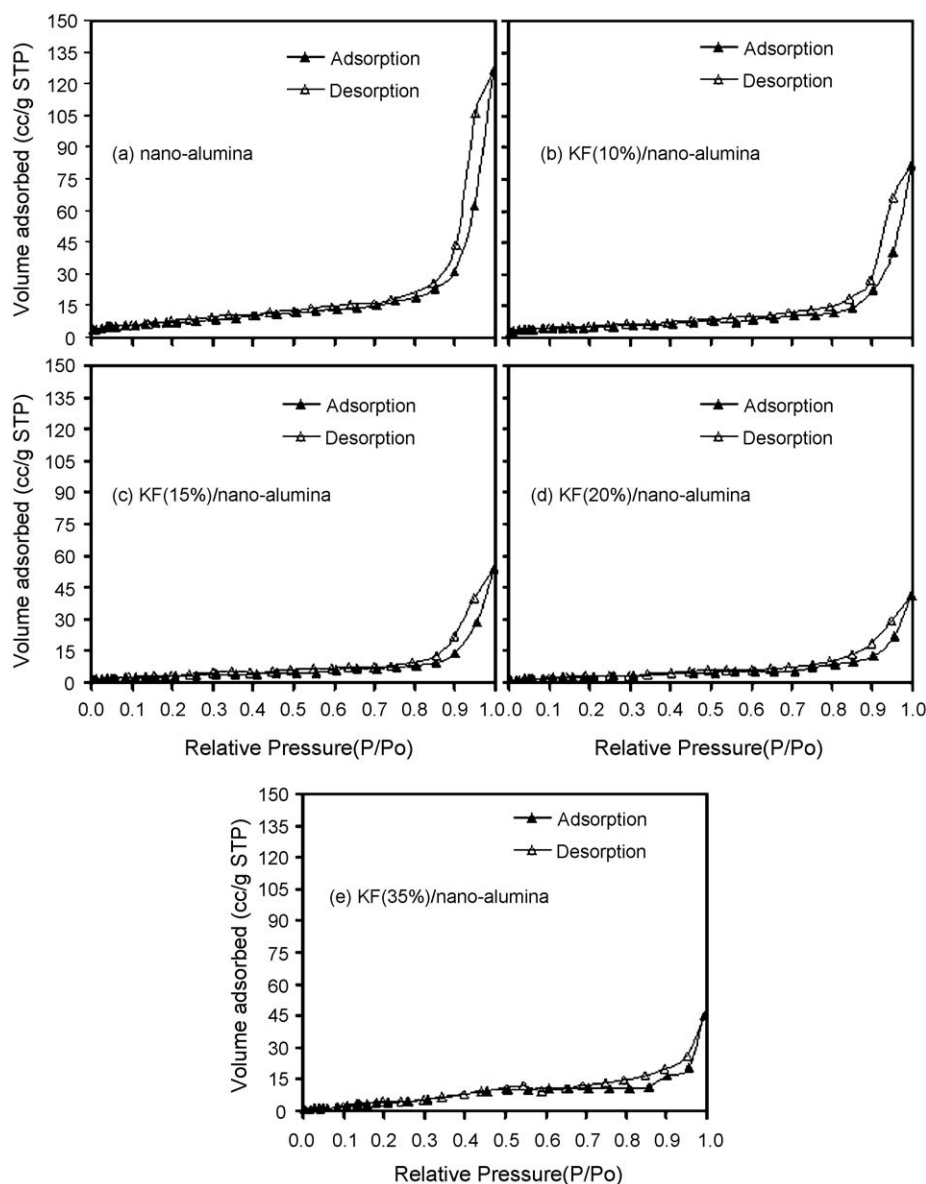 Volume adsorbed (cc/g STP)
150
135
120
105
90
75
60
45
30
15
0
Adsorption
Desorption
(a) nano-alumina
Adsorption
Desorption
(b) KF(10%)/nano-alumina
Volume adsorbed (cc/g STP)
150
135
120
105
90
75
60
45
30
15
0
Adsorption
Desorption
(c) KF(15%)/nano-alumina
0.0 0.1 0.2 0.3 0.4 0.5 0.6 0.7 0.8 0.9 1.0
Relative Pressure(P/Po)
Adsorption
Desorption
(d) KF(20%)/nano-alumina
0.0 0.1 0.2 0.3 0.4 0.5 0.6 0.7 0.8 0.9 1.0
Relative Pressure(P/Po)
Volume adsorbed (cc/g STP)
150
135
120
105
90
75
60
45
30
15
0
Adsorption
Desorption
(e) KF(35%)/nano-alumina
0.0 0.1 0.2 0.3 0.4 0.5 0.6 0.7 0.8 0.9 1.0
Relative Pressure(P/Po)